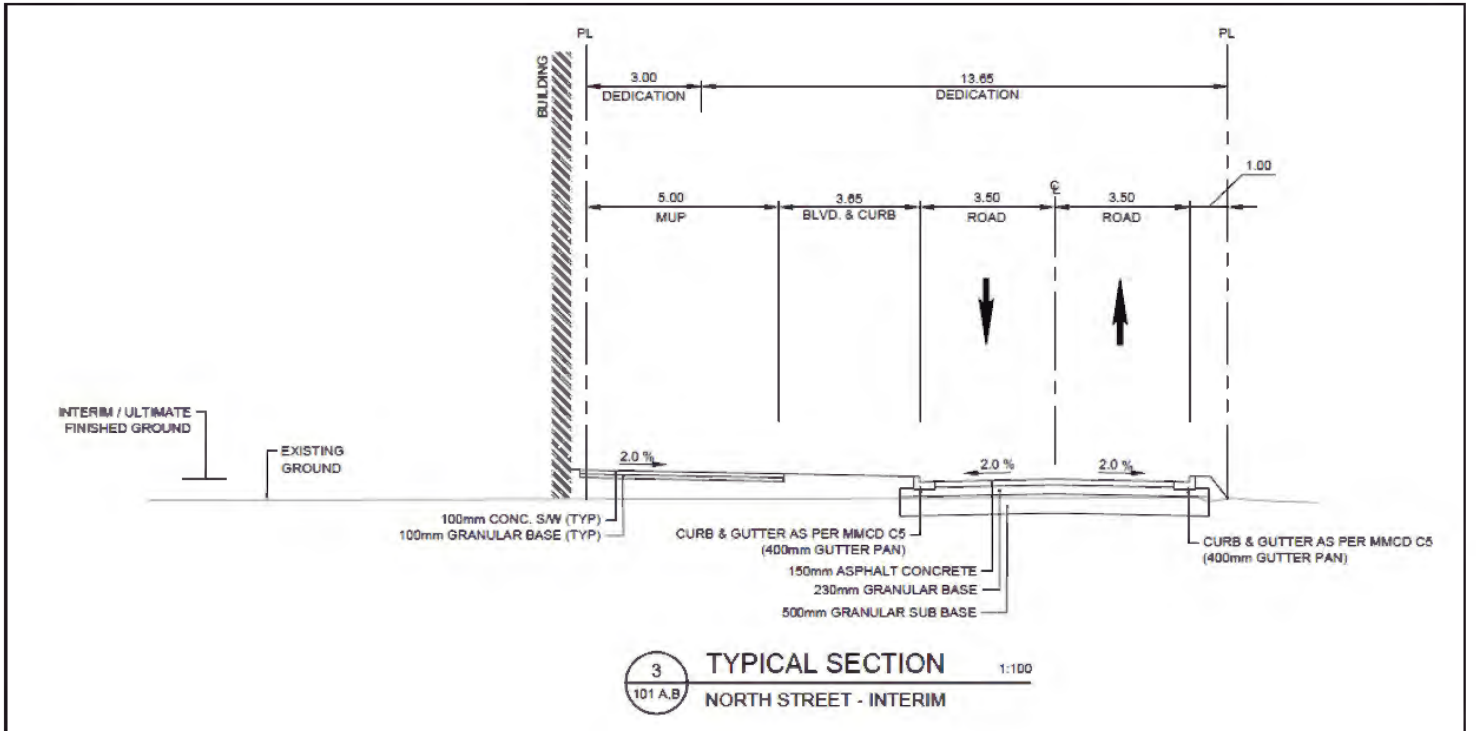 PL
PL
BUILDING
3.00
DEDICATION
13.65
DEDICATION
1.00
5.00
MUP
3.65
BLVD. & CURB
3.50
ROAD
℄
3.50
ROAD
INTERIM / ULTIMATE
FINISHED GROUND
EXISTING
GROUND
2.0 %
2.0 %
2.0 %
100mm CONC. S/W (TYP)
100mm GRANULAR BASE (TYP)
CURB & GUTTER AS PER MMCD C5
(400mm GUTTER PAN)
CURB & GUTTER AS PER MMCD C5
(400mm GUTTER PAN)
150mm ASPHALT CONCRETE
230mm GRANULAR BASE
500mm GRANULAR SUB BASE
3
101 A,B
TYPICAL SECTION
1:100
NORTH STREET - INTERIM